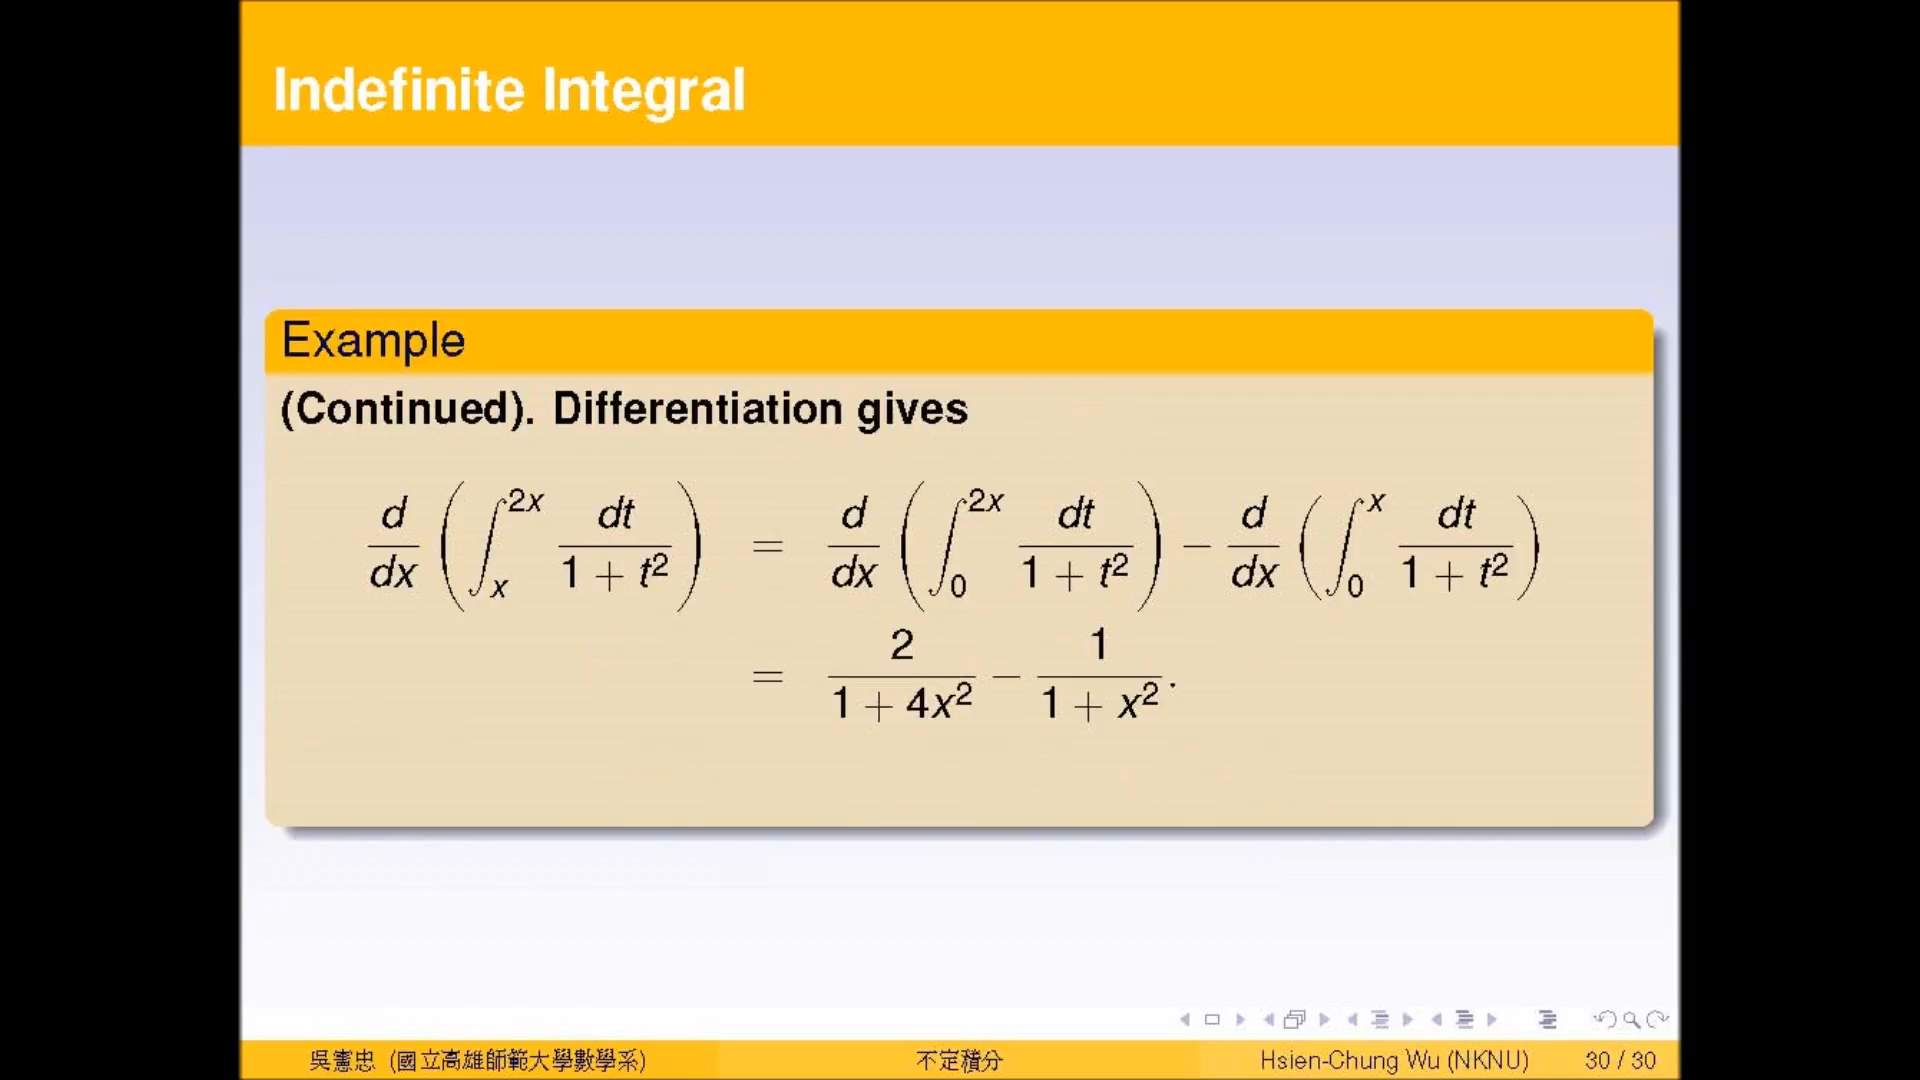 Indefinite Integral
Example
(Continued). Differentiation gives
d/dx (∫_x^{2x} dt/(1 + t²)) = d/dx (∫_0^{2x} dt/(1 + t²)) − d/dx (∫_0^x dt/(1 + t²))
= 2/(1 + 4x²) − 1/(1 + x²).
吳憲忠 (國立高雄師範大學數學系) 不定積分 Hsien-Chung Wu (NKNU) 30 / 30